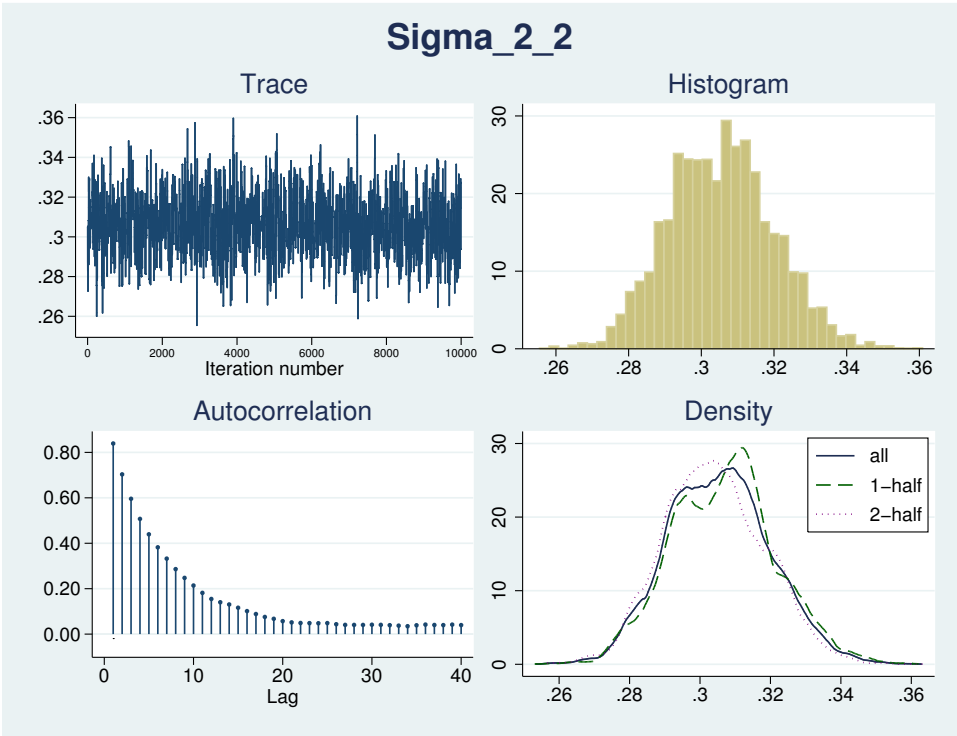 Sigma_2_2
Trace
.36
.34
.32
.3
.28
.26
0 2000 4000 6000 8000 10000
Iteration number
Histogram
30
20
10
0
.26 .28 .3 .32 .34 .36
Autocorrelation
0.80
0.60
0.40
0.20
0.00
0 10 20 30 40
Lag
Density
30
20
10
0
.26 .28 .3 .32 .34 .36
all
1−half
2−half